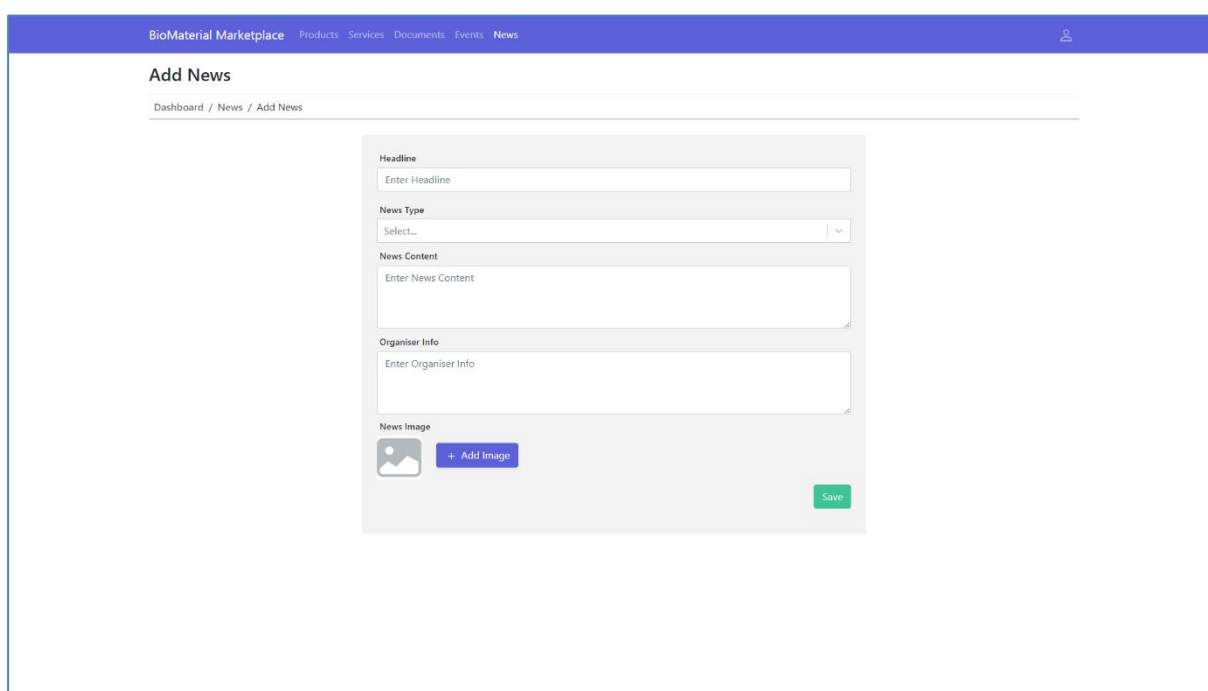 BioMaterial Marketplace Products Services Documents Events News
Add News
Dashboard / News / Add News
Headline
Enter Headline
News Type
Select...
News Content
Enter News Content
Organiser Info
Enter Organiser Info
News Image
+ Add Image
Save